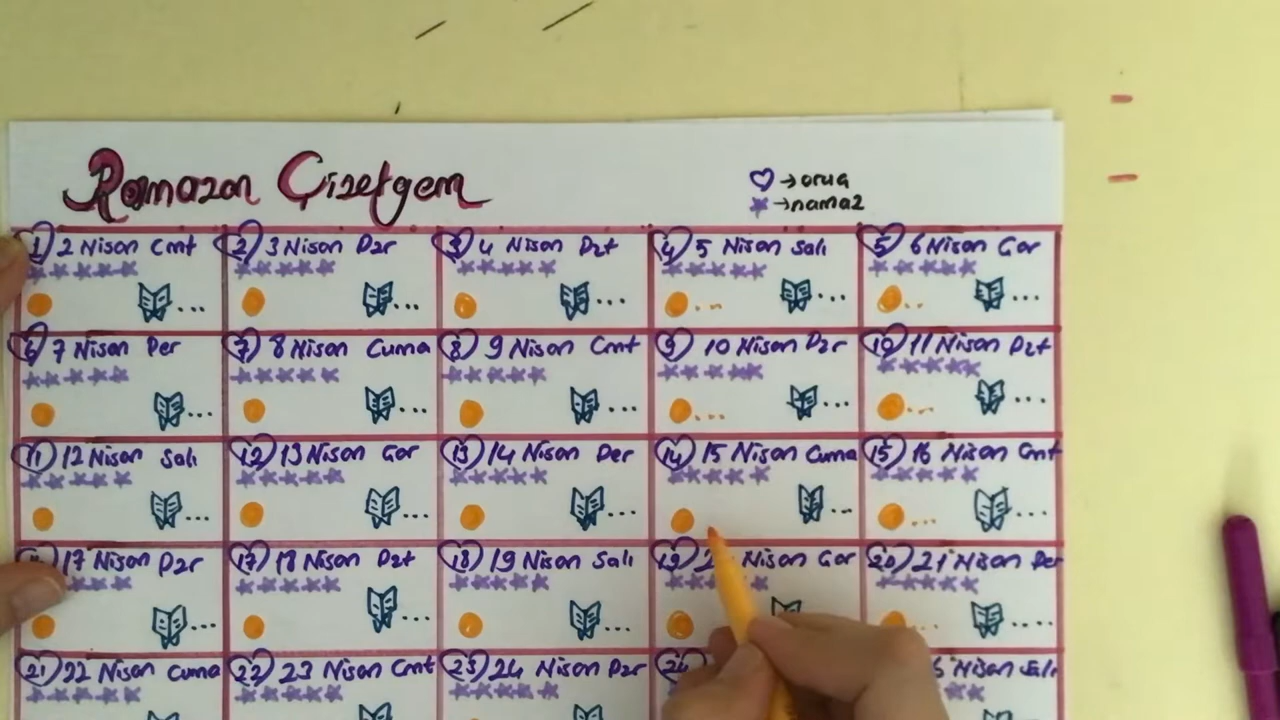 Ramazan Çizelgem
→oruç
→namaz
1 2 Nisan Cmt 2 3 Nisan Pzr 3 4 Nisan Pzt 4 5 Nisan Salı 5 6 Nisan Çar
... ... ... ... ...
6 7 Nisan Per 7 8 Nisan Cuma 8 9 Nisan Cmt 9 10 Nisan Pzr 10 11 Nisan Pzt
... ... ... ... ...
11 12 Nisan Salı 12 13 Nisan Çar 13 14 Nisan Per 14 15 Nisan Cuma 15 16 Nisan Cmt
... ... ... ... ...
17 Nisan Pzr 17 18 Nisan Pzt 18 19 Nisan Salı 19 Nisan Çar 20 21 Nisan Per
... ... ... ...
21 22 Nisan Cuma 22 23 Nisan Cmt 23 24 Nisan Pzr 24 Nisan Salı